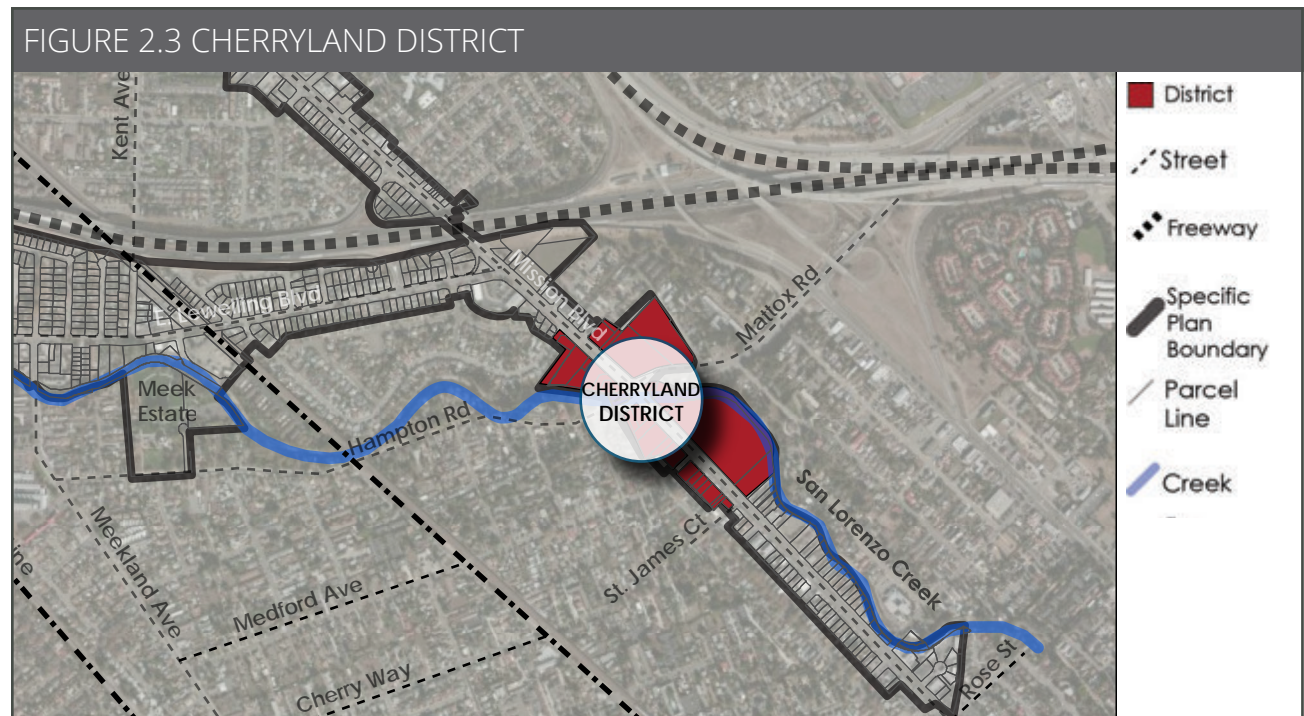 FIGURE 2.3 CHERRYLAND DISTRICT
Kent Ave
E. Lewelling Blvd
Mission Blvd
Mattox Rd
Meek
Estate
Hampton Rd
CHERRYLAND
DISTRICT
San Lorenzo Creek
St. James Ct
Meekland Ave
Medford Ave
Cherry Way
Rose St
District
Street
Freeway
Specific
Plan
Boundary
Parcel
Line
Creek